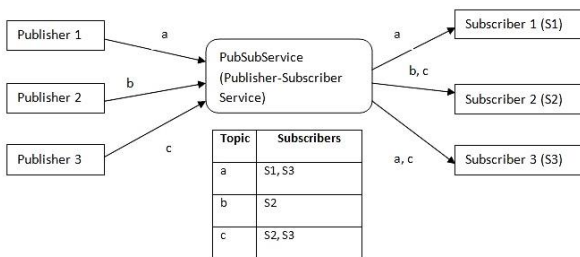 Publisher 1
a
Publisher 2
b
Publisher 3
c
PubSubService
(Publisher-Subscriber
Service)
a
Subscriber 1 (S1)
b, c
Subscriber 2 (S2)
a, c
Subscriber 3 (S3)
Topic Subscribers
a S1, S3
b S2
c S2, S3